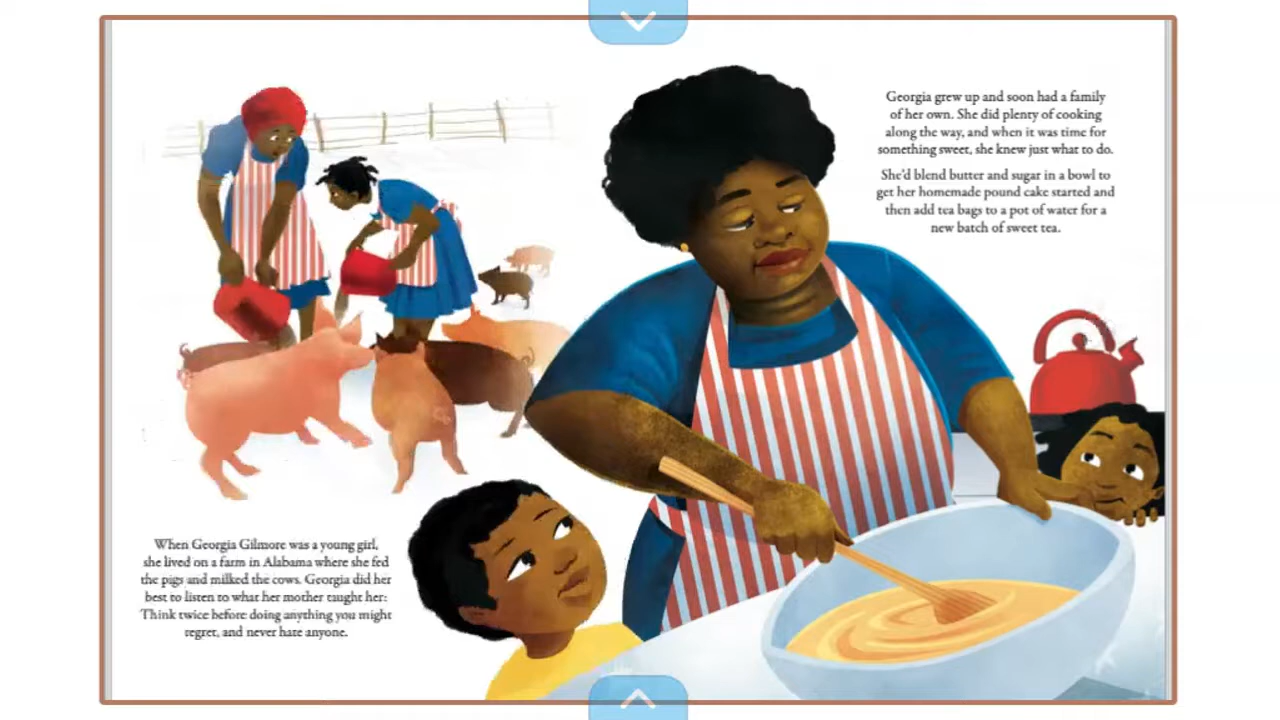 When Georgia Gilmore was a young girl,
she lived on a farm in Alabama where she fed
the pigs and milked the cows. Georgia did her
best to listen to what her mother taught her:
Think twice before doing anything you might
regret, and never hate anyone.
Georgia grew up and soon had a family
of her own. She did plenty of cooking
along the way, and when it was time for
something sweet, she knew just what to do.
She'd blend butter and sugar in a bowl to
get her homemade pound cake started and
then add tea bags to a pot of water for a
new batch of sweet tea.